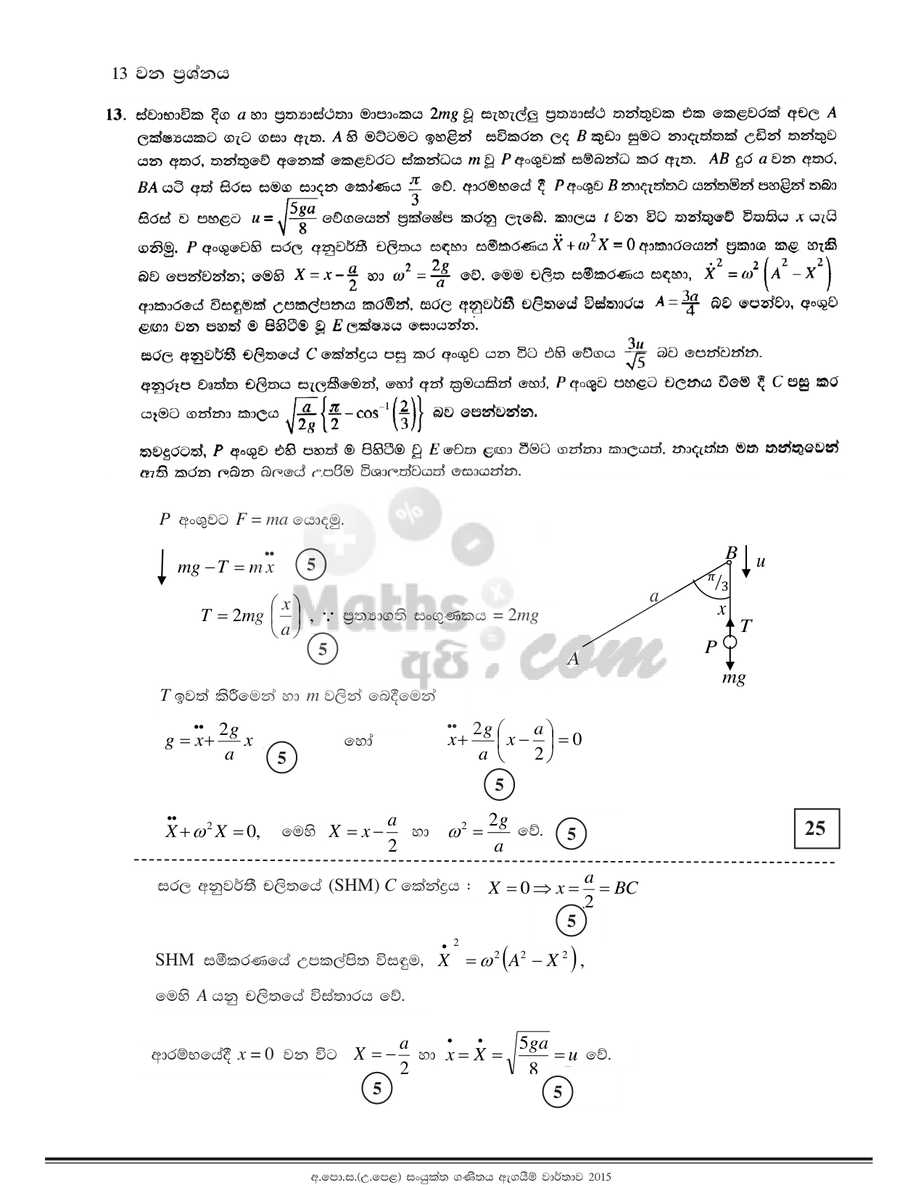 13 වන ප්‍රශ්නය
13. ස්වාභාවික දිග a හා ප්‍රත්‍යාස්ථතා මාපාංකය 2mg වූ සැහැල්ලු ප්‍රත්‍යාස්ථ තන්තුවක එක කෙළවරක් අචල A
ලක්ෂ්‍යයකට ගැට ගසා ඇත. A හි මට්ටමට ඉහළින් සවිකරන ලද B කුඩා සුමට නාදැත්තක් උඩින් තන්තුව
යන අතර, තන්තුවේ අනෙක් කෙළවරට ස්කන්ධය m වූ P අංශුවක් සම්බන්ධ කර ඇත. AB දුර a වන අතර,
BA යටි අත් සිරස සමග සාදන කෝණය π/3 වේ. ආරම්භයේ දී P අංශුව B නාදැත්තට යන්තමින් පහළින් තබා
සිරස් ව පහළට u = √(5ga/8) වේගයෙන් ප්‍රක්ෂේප කරනු ලැබේ. කාලය t වන විට තන්තුවේ විතතිය x යැයි
ගනිමු. P අංශුවෙහි සරල අනුවර්තී චලිතය සඳහා සමීකරණය Ẍ + ω²X = 0 ආකාරයෙන් ප්‍රකාශ කළ හැකි
බව පෙන්වන්න; මෙහි X = x − a/2 හා ω² = 2g/a වේ. මෙම චලිත සමීකරණය සඳහා, Ẋ² = ω²(A² − X²)
ආකාරයේ විසඳුමක් උපකල්පනය කරමින්, සරල අනුවර්තී චලිතයේ විස්තාරය A = 3a/4 බව පෙන්වා, අංශුව
ළඟා වන පහත් ම පිහිටීම වූ E ලක්ෂ්‍යය සොයන්න.
සරල අනුවර්තී චලිතයේ C කේන්ද්‍රය පසු කර අංශුව යන විට එහි වේගය 3u/√5 බව පෙන්වන්න.
අනුරූප වෘත්ත චලිතය සැලකීමෙන්, හෝ අන් ක්‍රමයකින් හෝ, P අංශුව පහළට චලනය වීමේ දී C පසු කර
යෑමට ගන්නා කාලය √(a/2g) {π/2 − cos⁻¹(2/3)} බව පෙන්වන්න.
තවදුරටත්, P අංශුව එහි පහත් ම පිහිටීම වූ E වෙත ළඟා වීමට ගන්නා කාලයත්, නාදැත්ත මත තන්තුවෙන්
ඇති කරන ලබන බලයේ උපරිම විශාලත්වයත් සොයන්න.
P අංශුවට F = ma යොදමු.
↓ mg − T = mẍ (5)
T = 2mg (x/a), ∵ ප්‍රත්‍යාගති සංගුණකය = 2mg
(5)
B u
π/3
a
x
T
P
A
mg
Maths
අපි .com
T ඉවත් කිරීමෙන් හා m වලින් බෙදීමෙන්
g = ẍ + 2g/a x (5) හෝ ẍ + 2g/a (x − a/2) = 0
(5)
Ẍ + ω²X = 0, මෙහි X = x − a/2 හා ω² = 2g/a වේ. (5) 25
සරල අනුවර්තී චලිතයේ (SHM) C කේන්ද්‍රය : X = 0 ⇒ x = a/2 = BC
(5)
SHM සමීකරණයේ උපකල්පිත විසඳුම, Ẋ² = ω²(A² − X²),
මෙහි A යනු චලිතයේ විස්තාරය වේ.
ආරම්භයේදී x = 0 වන විට X = −a/2 හා ẋ = Ẋ = √(5ga/8) = u වේ.
(5) (5)
අ.පො.ස.(උ.පෙළ) සංයුක්ත ගණිතය ඇගයීම් වාර්තාව 2015